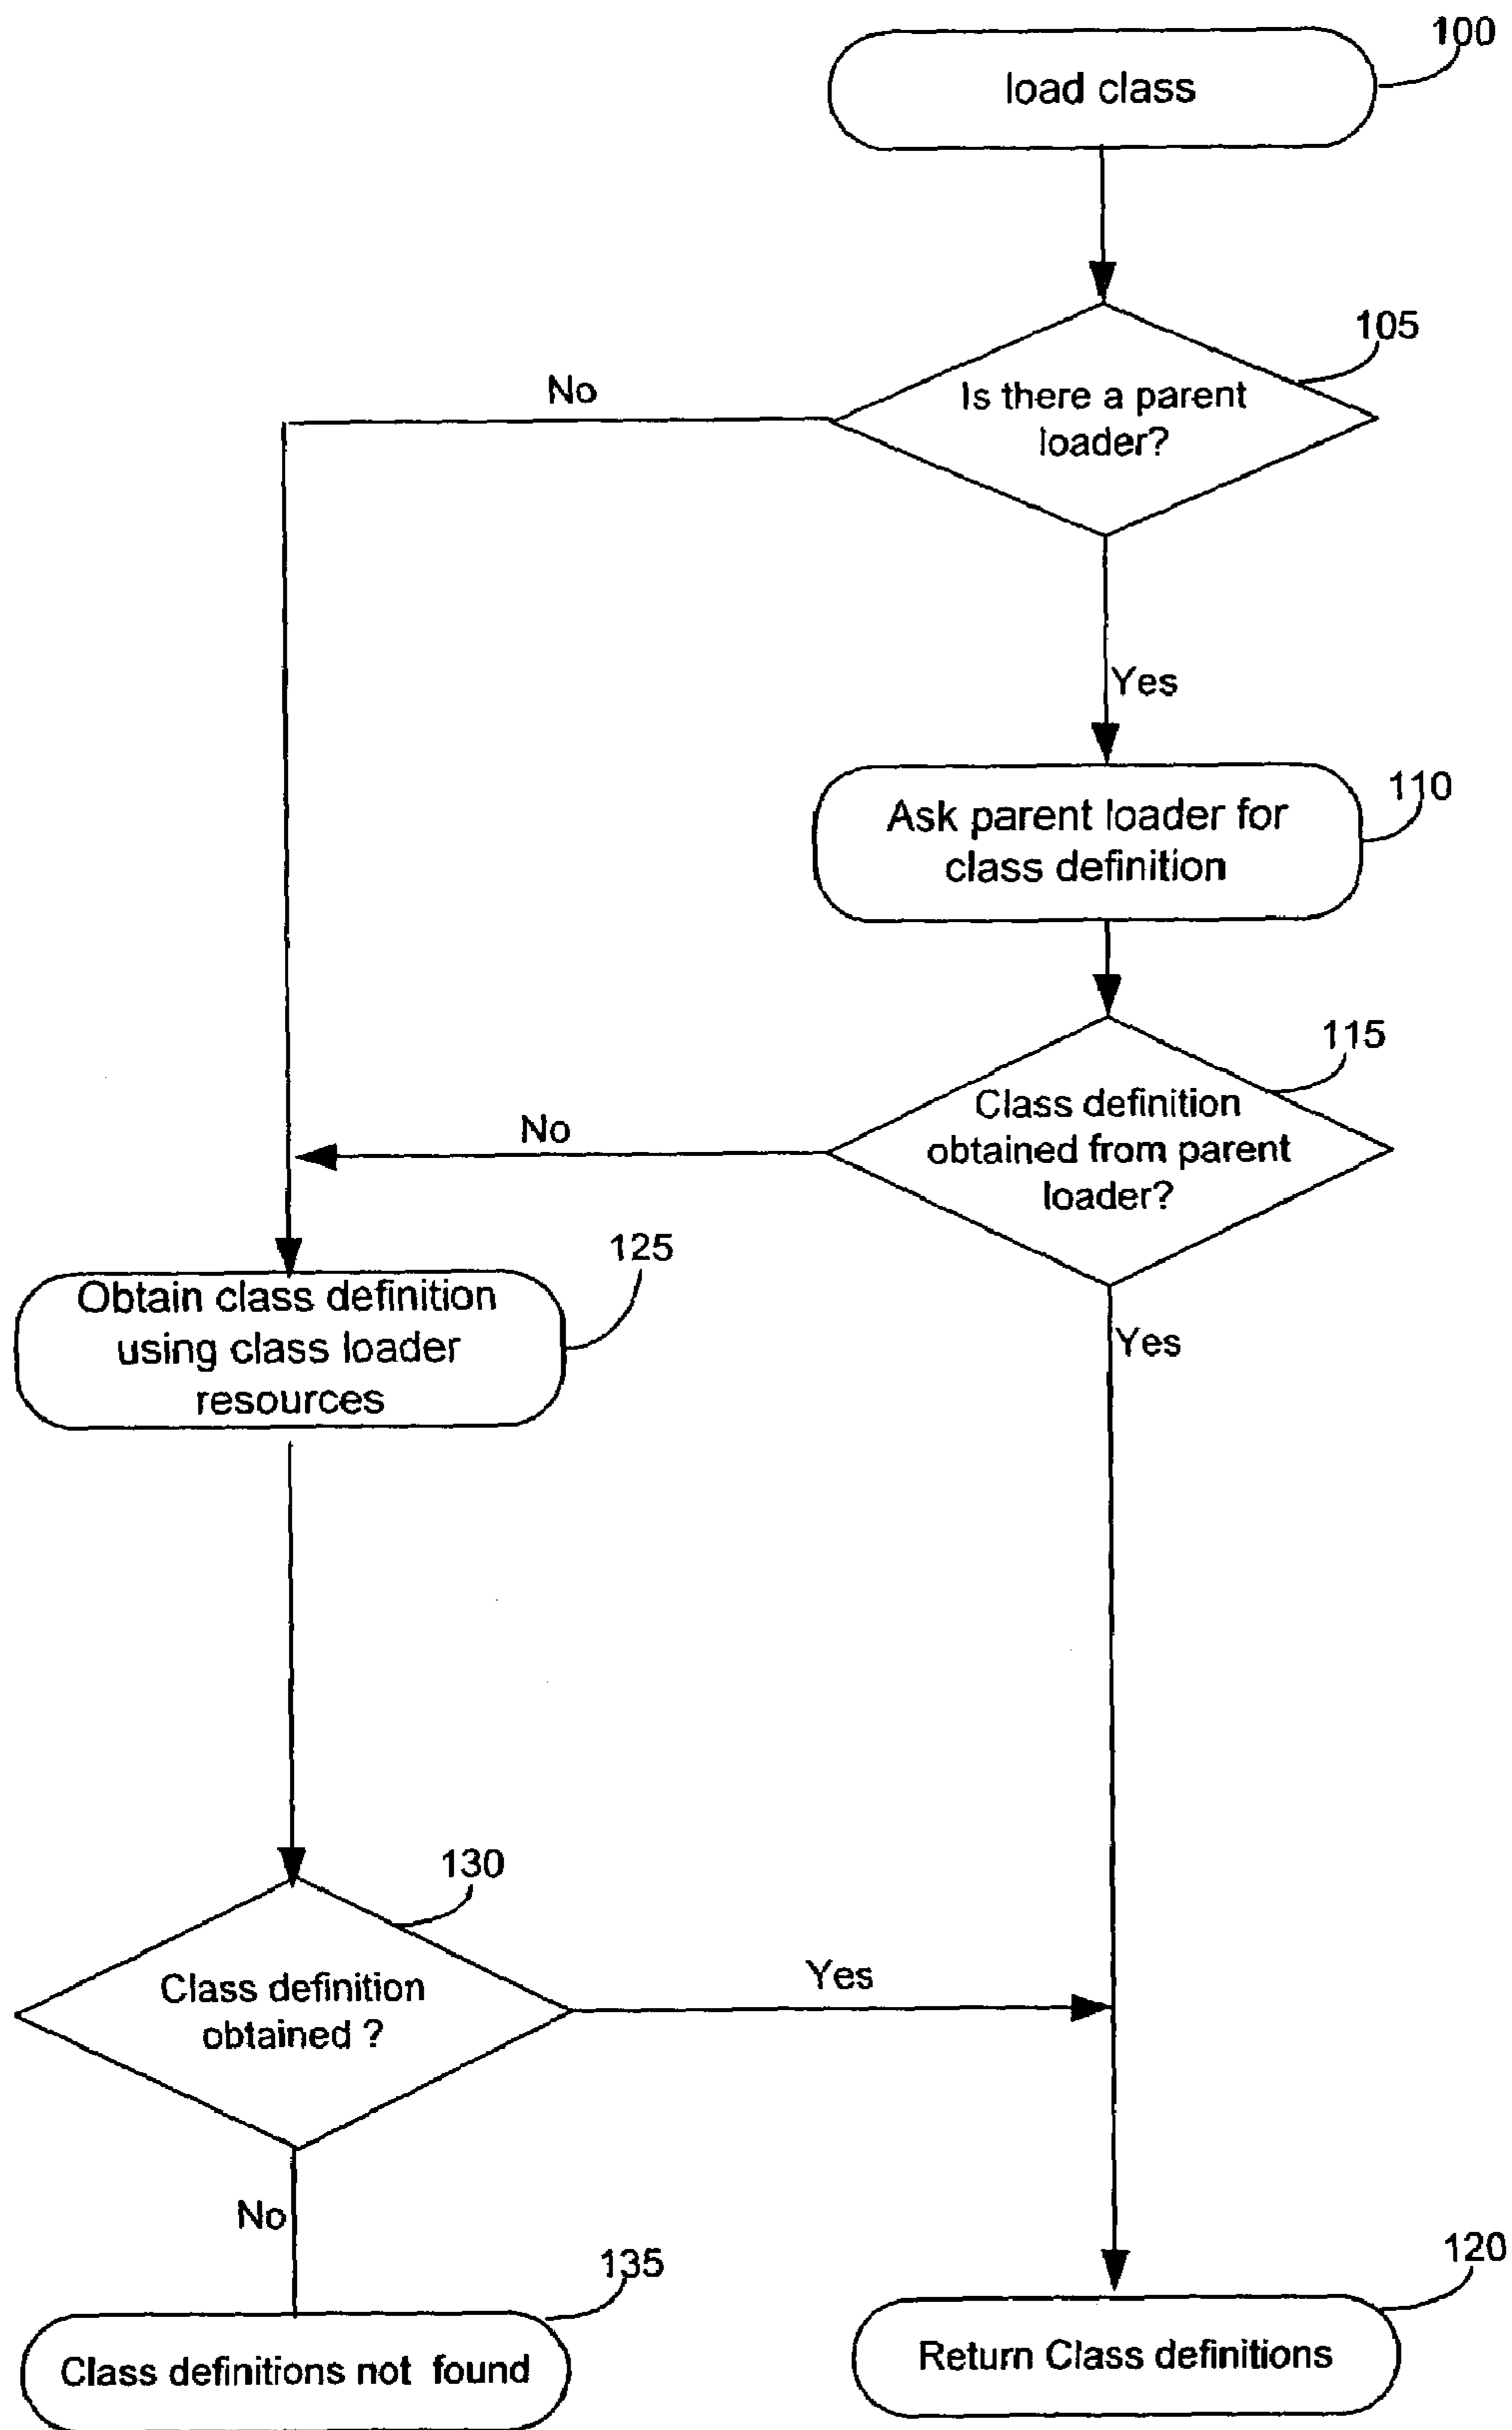 100
load class
105
Is there a parent
loader?
No
Yes
110
Ask parent loader for
class definition
115
Class definition
obtained from parent
loader?
No
Yes
125
Obtain class definition
using class loader
resources
130
Class definition
obtained ?
Yes
No
135
Class definitions not found
120
Return Class definitions